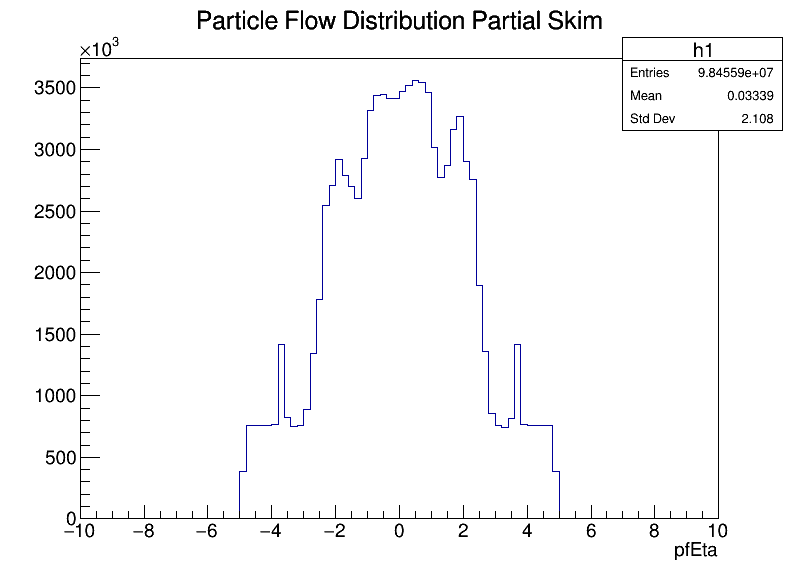 Particle Flow Distribution Partial Skim
×10³
h1
Entries 9.84559e+07
Mean 0.03339
Std Dev 2.108
3500
3000
2500
2000
1500
1000
500
0
−10 −8 −6 −4 −2 0 2 4 6 8 10
pfEta